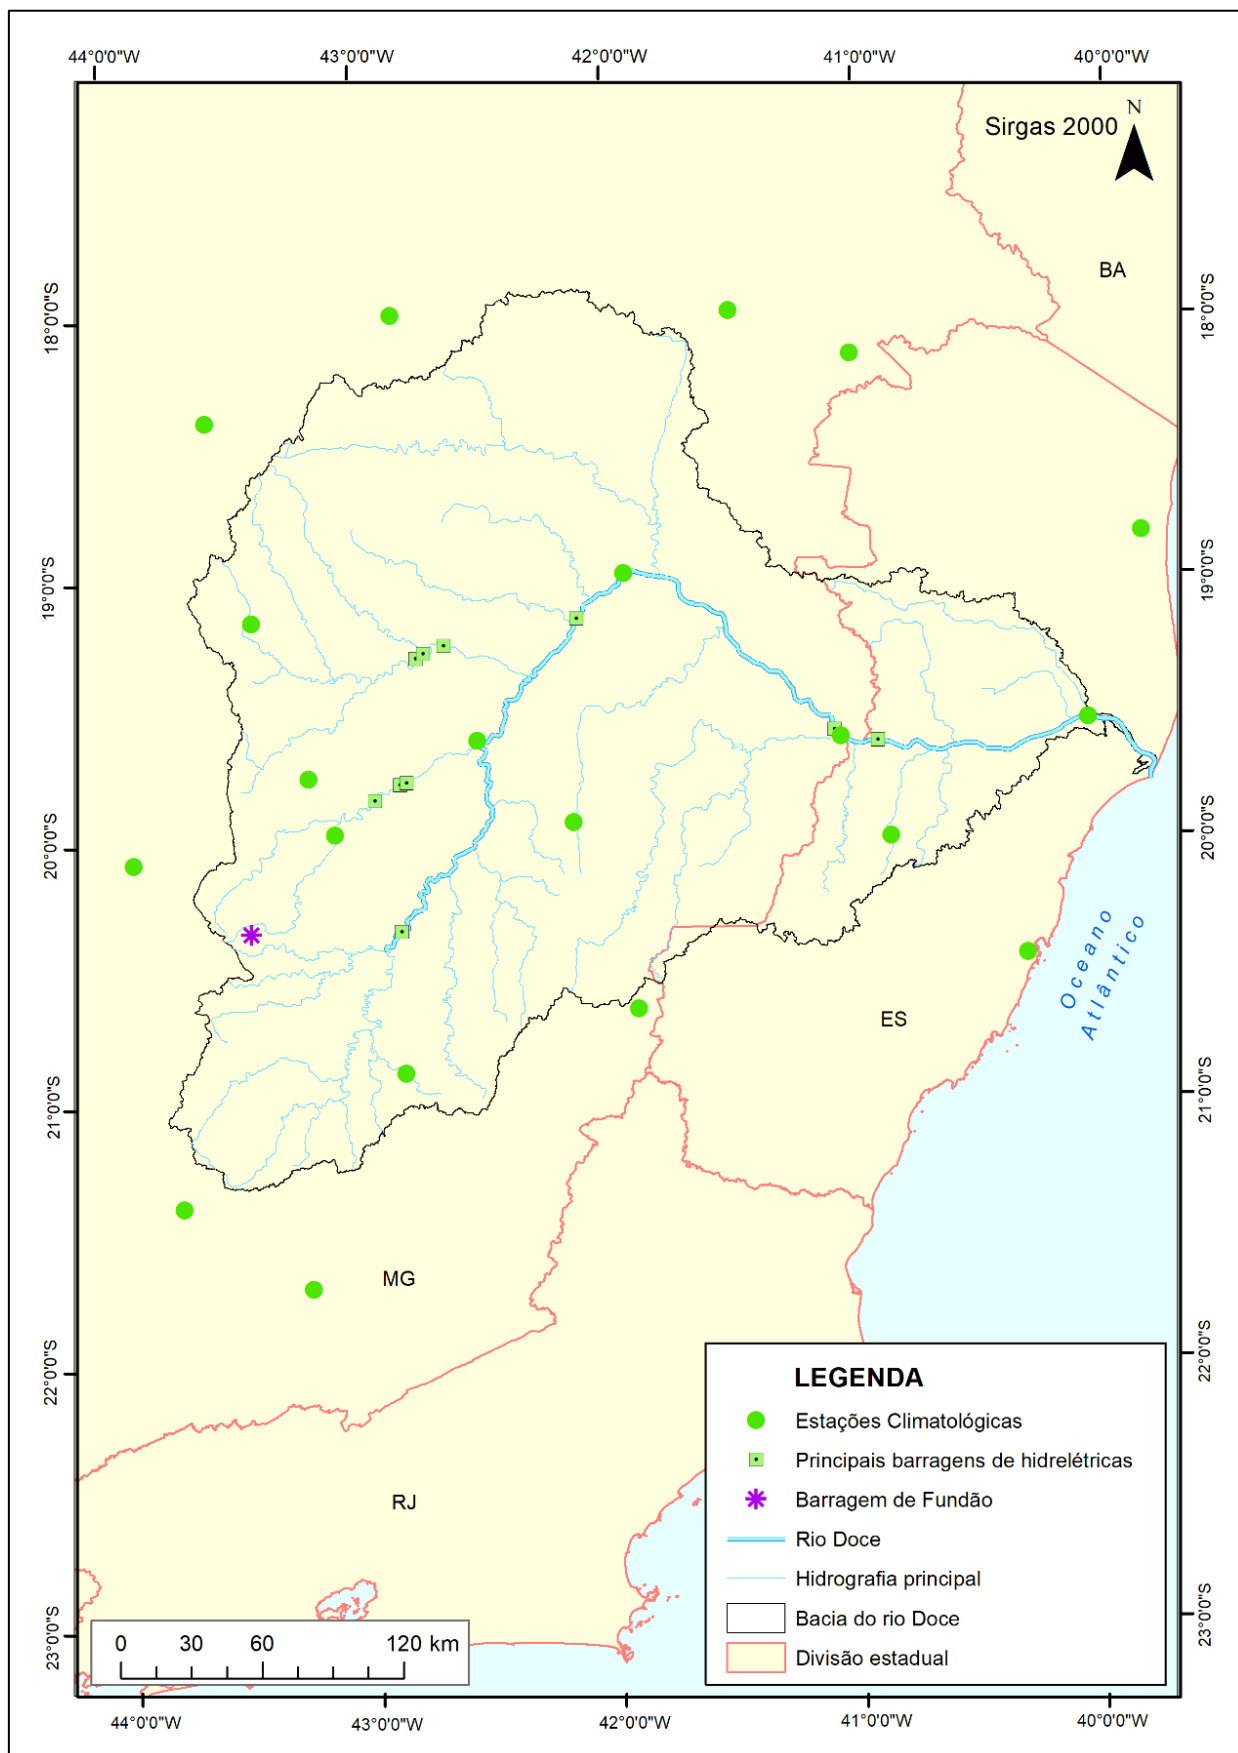 44°0'0"W 43°0'0"W 42°0'0"W 41°0'0"W 40°0'0"W
Sirgas 2000
N
BA
18°0'0"S
18°0'0"S
19°0'0"S
19°0'0"S
20°0'0"S
20°0'0"S
Oceano
Atlântico
ES
21°0'0"S
21°0'0"S
MG
22°0'0"S
22°0'0"S
RJ
LEGENDA
Estações Climatológicas
Principais barragens de hidrelétricas
Barragem de Fundão
Rio Doce
Hidrografia principal
Bacia do rio Doce
Divisão estadual
23°0'0"S
23°0'0"S
0 30 60 120 km
44°0'0"W 43°0'0"W 42°0'0"W 41°0'0"W 40°0'0"W